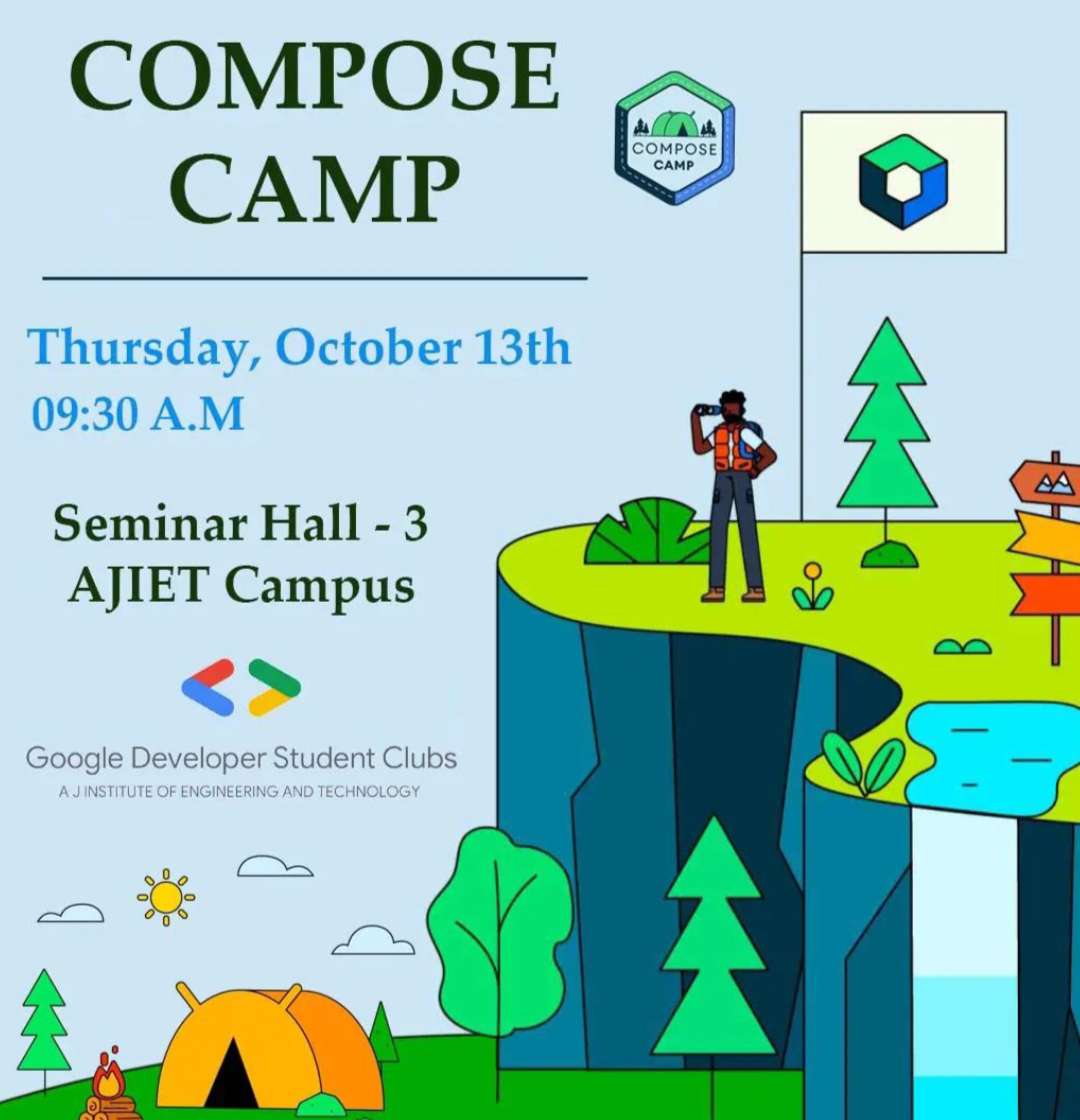 COMPOSE
CAMP
COMPOSE
CAMP
Thursday, October 13th
09:30 A.M
Seminar Hall - 3
AJIET Campus
Google Developer Student Clubs
A J INSTITUTE OF ENGINEERING AND TECHNOLOGY